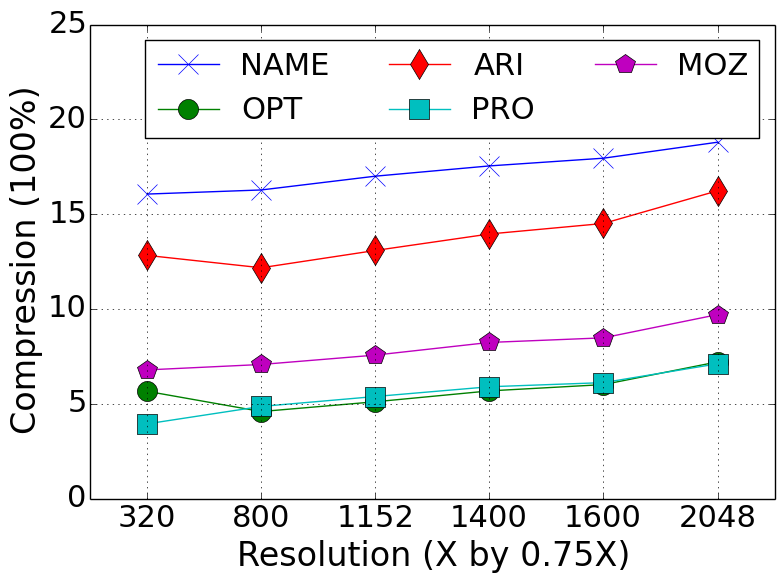 Compression (100%)
25
20
15
10
5
0
NAME ARI MOZ
OPT PRO
320 800 1152 1400 1600 2048
Resolution (X by 0.75X)